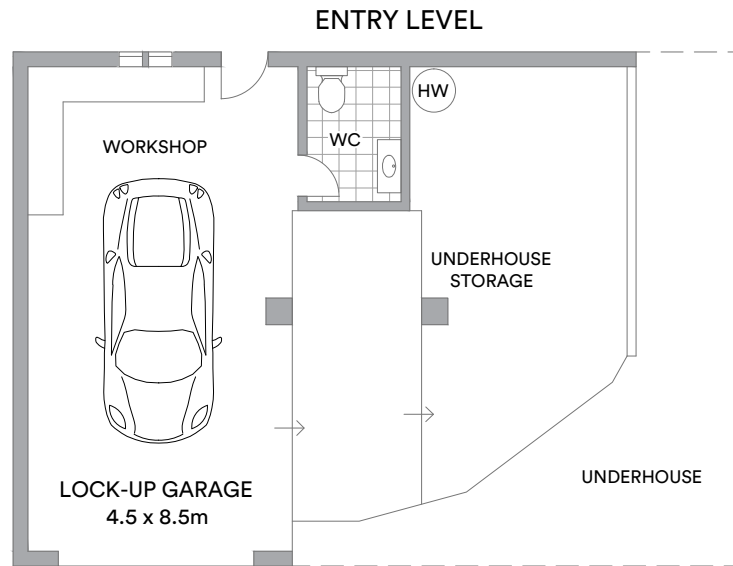 ENTRY LEVEL
HW
WC
WORKSHOP
UNDERHOUSE
STORAGE
UNDERHOUSE
LOCK-UP GARAGE
4.5 x 8.5m